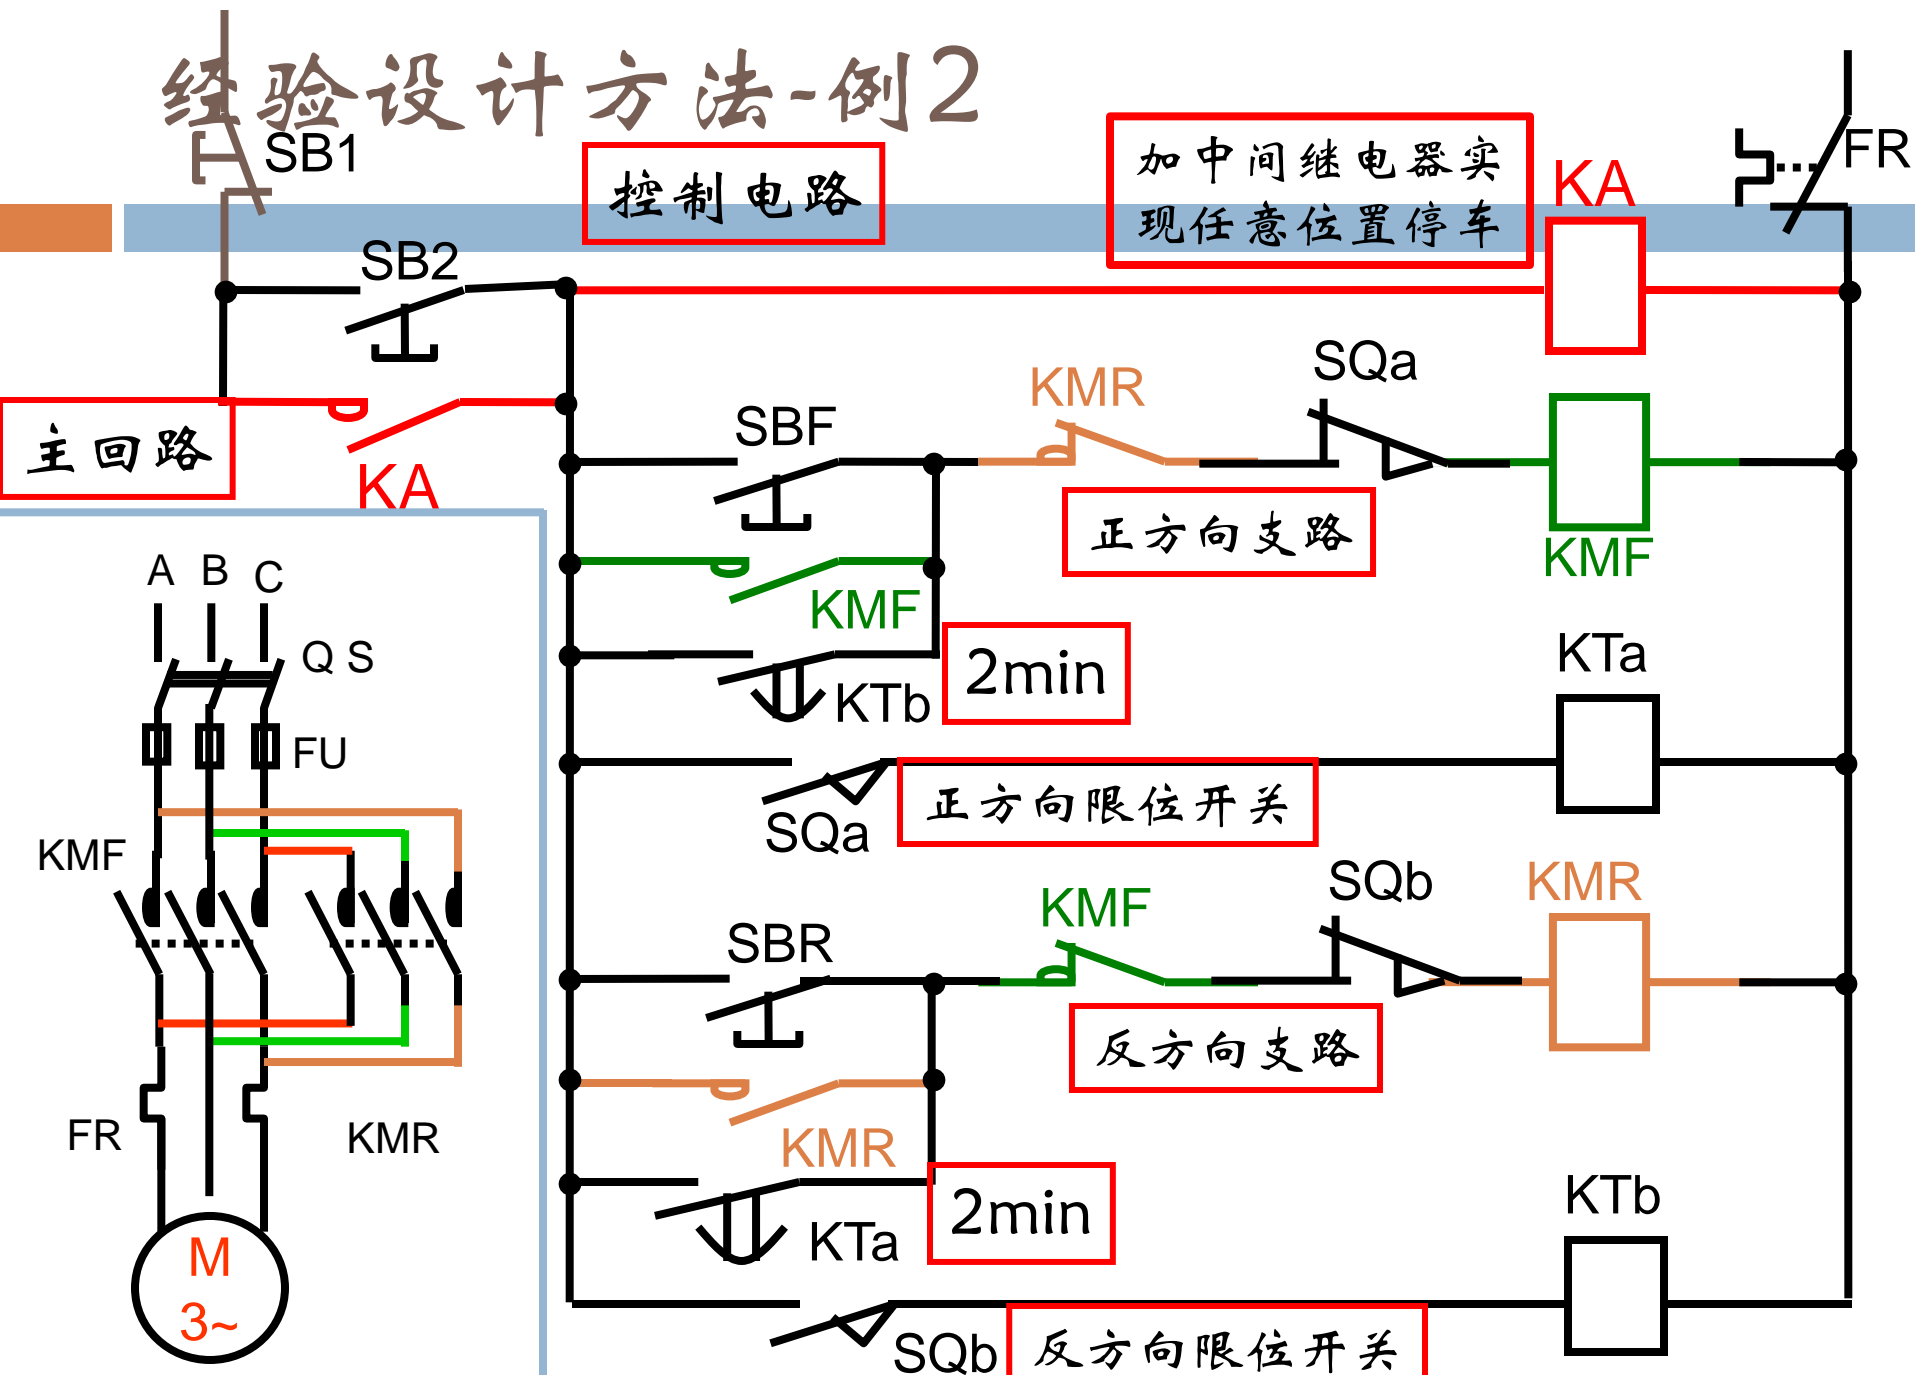 经验设计方法-例2
SB1
控制电路
加中间继电器实
现任意位置停车
KA
FR
SB2
主回路
KA
SBF
KMR
SQa
正方向支路
KMF
KMF
A B C
Q S
2min
KTb
KTa
FU
正方向限位开关
SQa
KMF
SBR
KMF
SQb
KMR
反方向支路
FR
KMR
KMR
2min
KTa
KTb
M
3~
SQb
反方向限位开关